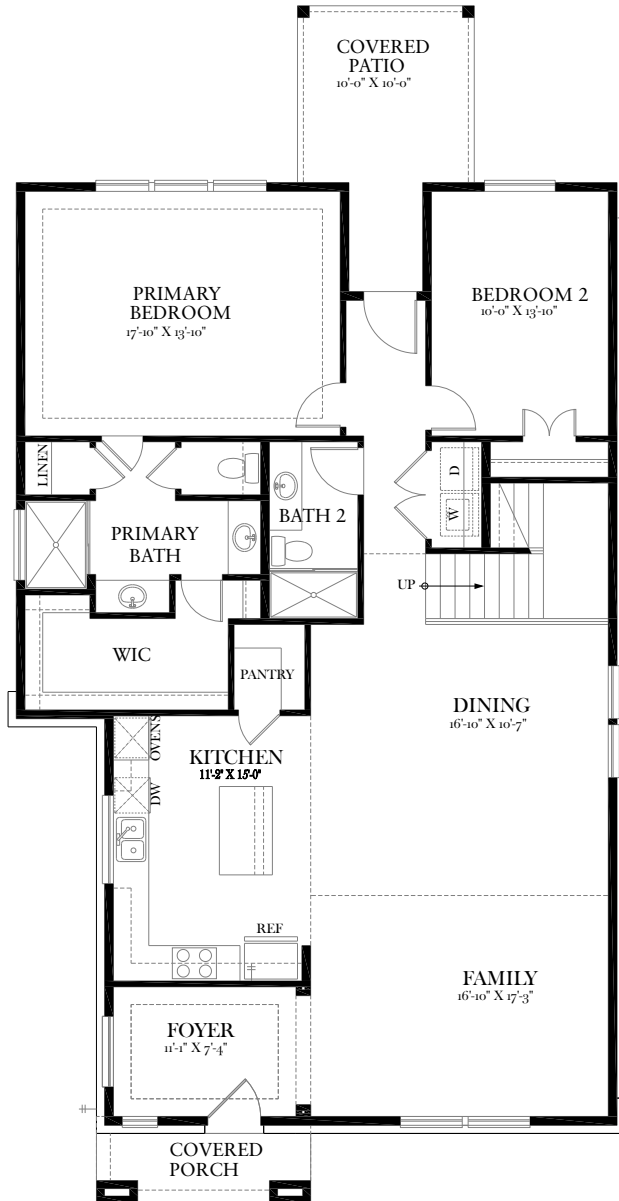 COVERED
PATIO
10'-0" X 10'-0"
PRIMARY
BEDROOM
17'-10" X 13'-10"
BEDROOM 2
10'-0" X 13'-10"
LINEN
D
W
BATH 2
PRIMARY
BATH
UP
WIC
PANTRY
DINING
16'-10" X 10'-7"
OVENS
KITCHEN
11'-2" X 15'-0"
DW
REF
FAMILY
16'-10" X 17'-3"
FOYER
11'-1" X 7'-4"
COVERED
PORCH